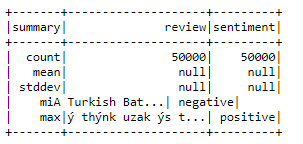 +-------+--------------------+---------+
|summary|              review|sentiment|
+-------+--------------------+---------+
|  count|               50000|    50000|
|   mean|                null|     null|
| stddev|                null|     null|
|    miA Turkish Bat...| negative|
|    max|ý thýnk uzak ýs t...| positive|
+-------+--------------------+---------+